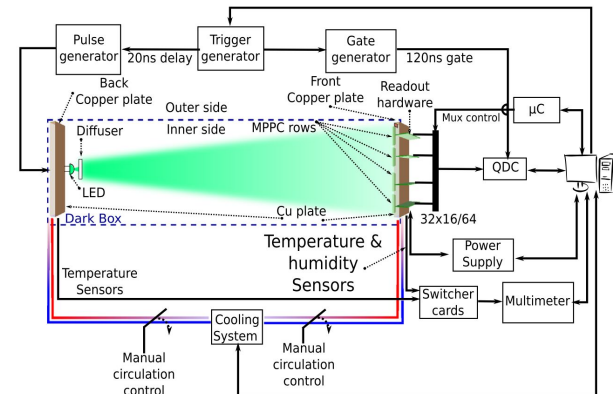 Pulse
generator
20ns delay
Trigger
generator
Gate
generator
120ns gate
Back
Copper plate
Outer side
Inner side
Front
Copper plate
Readout
hardware
MPPC rows
Mux control
µC
Diffuser
QDC
LED
Cu plate
Dark Box
32x16/64
Temperature &
humidity
Sensors
Power
Supply
Temperature
Sensors
Switcher
cards
Multimeter
Cooling
System
Manual
circulation
control
Manual
circulation
control